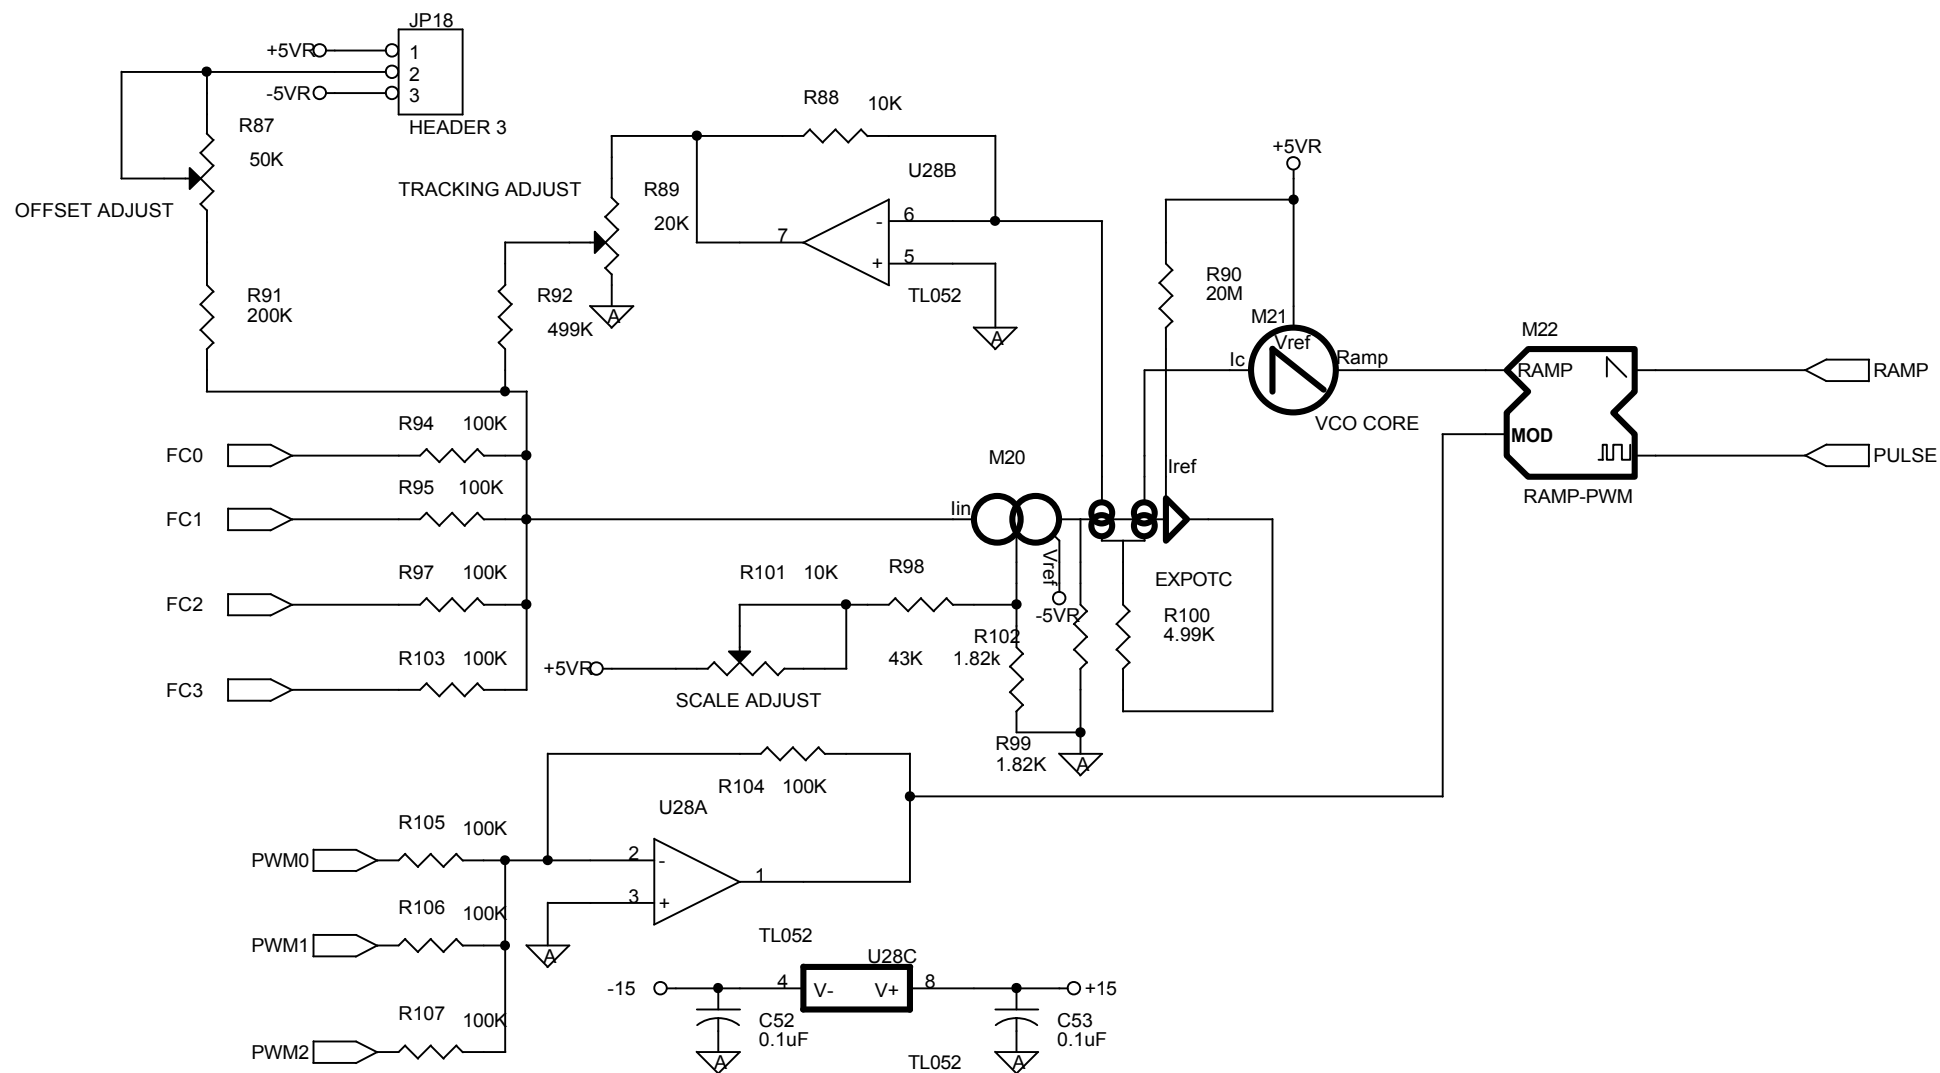 JP18
+5VR
1
2
-5VR
3
HEADER 3
R87
50K
OFFSET ADJUST
R88 10K
U28B
TRACKING ADJUST
R89
20K
6
-
7
5
+
TL052
+5VR
R90
20M
R91
200K
R92
499K
A
A
M21
Vref
Ic
Ramp
VCO CORE
M22
RAMP
RAMP
MOD
PULSE
RAMP-PWM
R94 100K
FC0
R95 100K
FC1
M20
Iin
Iref
Vref
-5VR
EXPOTC
R100
4.99K
R97 100K
FC2
R101 10K
R98
R102
1.82k
43K
R103 100K
+5VR
FC3
SCALE ADJUST
R99
1.82K
A
R104 100K
U28A
R105 100K
PWM0
2
-
1
3
+
R106 100K
PWM1
A
TL052
R107 100K
PWM2
U28C
-15
4
V- V+
8
+15
C52
0.1uF
C53
0.1uF
A
A
TL052